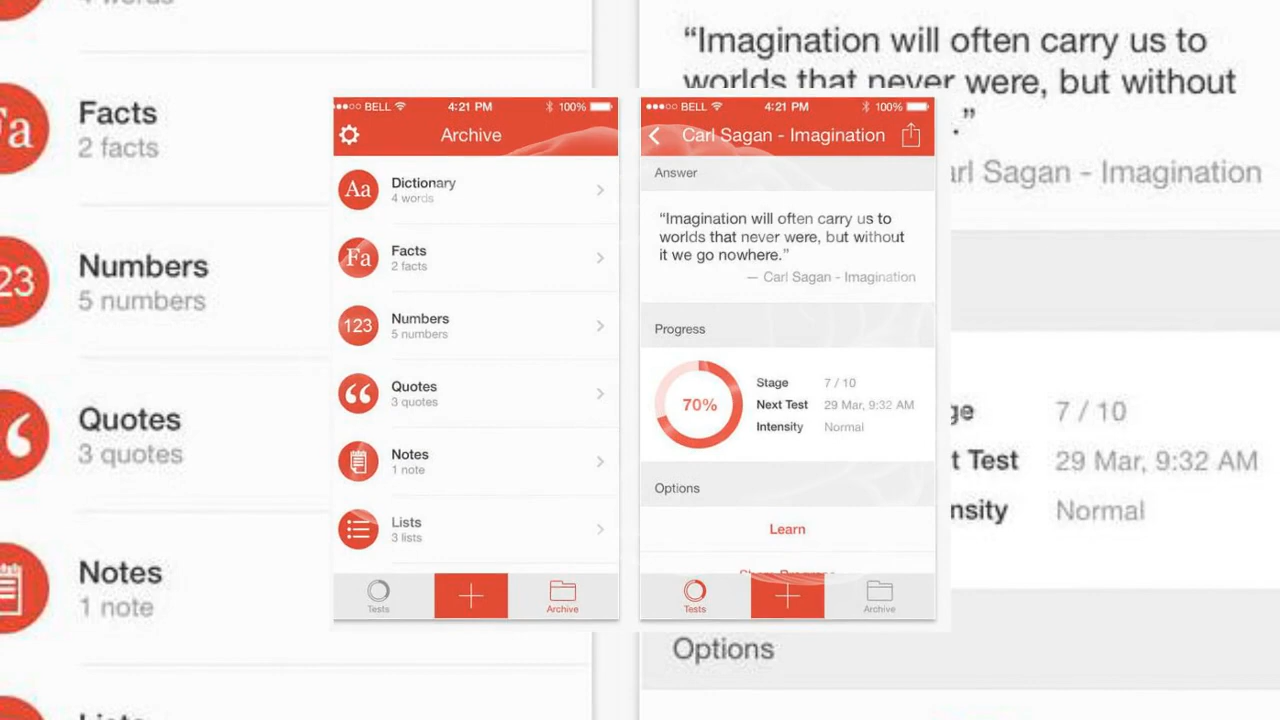 4 words
Facts
2 facts
Fa
Numbers
5 numbers
23
Quotes
3 quotes
Notes
1 note
BELL
4:21 PM
100%
Archive
Aa
Dictionary
4 words
Fa
Facts
2 facts
123
Numbers
5 numbers
Quotes
3 quotes
Notes
1 note
Lists
3 lists
Tests
Archive
BELL
4:21 PM
100%
Carl Sagan - Imagination
Answer
“Imagination will often carry us to
worlds that never were, but without
it we go nowhere.”
— Carl Sagan - Imagination
Progress
70%
Stage 7 / 10
Next Test 29 Mar, 9:32 AM
Intensity Normal
Options
Learn
Show Progress
Tests
Archive
“Imagination will often carry us to
worlds that never were, but without
.”
arl Sagan - Imagination
ge 7 / 10
t Test 29 Mar, 9:32 AM
nsity Normal
Options